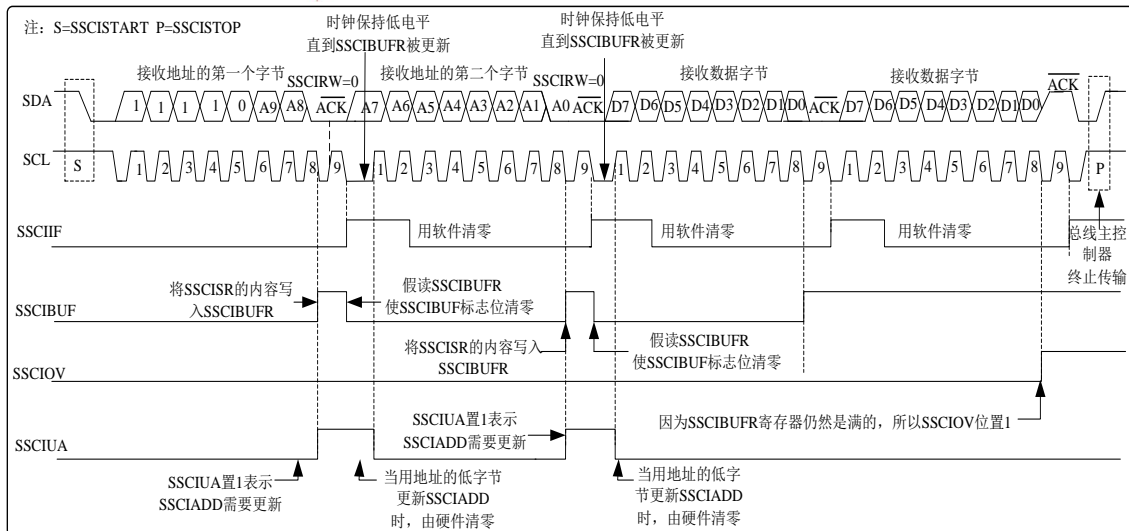 注：S=SSCISTART P=SSCISTOP
时钟保持低电平
直到SSCIBUFR被更新
时钟保持低电平
直到SSCIBUFR被更新
接收地址的第一个字节
SSCIRW=0
接收地址的第二个字节
SSCIRW=0
接收数据字节
接收数据字节
ACK
SDA
1 1 1 1 0 A9 A8 ACK A7 A6 A5 A4 A3 A2 A1 A0 ACK D7 D6 D5 D4 D3 D2 D1 D0 ACK D7 D6 D5 D4 D3 D2 D1 D0
SCL
S 1 2 3 4 5 6 7 8 9 1 2 3 4 5 6 7 8 9 1 2 3 4 5 6 7 8 9 1 2 3 4 5 6 7 8 9 P
SSCIIF
用软件清零
用软件清零
用软件清零
总线主控
制器
终止传输
SSCIBUF
将SSCISR的内容写
入SSCIBUFR
假读SSCIBUFR
使SSCIBUF标志位清零
将SSCISR的内容写入
SSCIBUFR
假读SSCIBUFR
使SSCIBUF标志位清零
SSCIOV
因为SSCIBUFR寄存器仍然是满的，所以SSCIOV位置1
SSCIUA
SSCIUA置1表示
SSCIADD需要更新
SSCIUA置1表示
SSCIADD需要更新
当用地址的低字节
更新SSCIADD
时，由硬件清零
当用地址的低字
节更新SSCIADD
时，由硬件清零